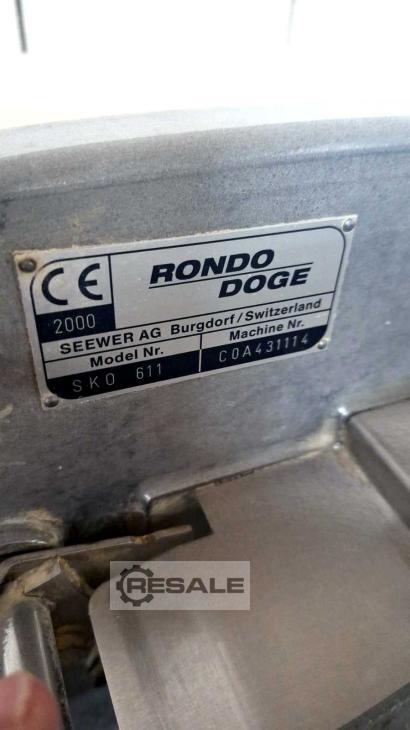 CE
RONDO
DOGE
2000
SEEWER AG Burgdorf/Switzerland
Model Nr.
Machine Nr.
SKO 611
C0A431114
RESALE